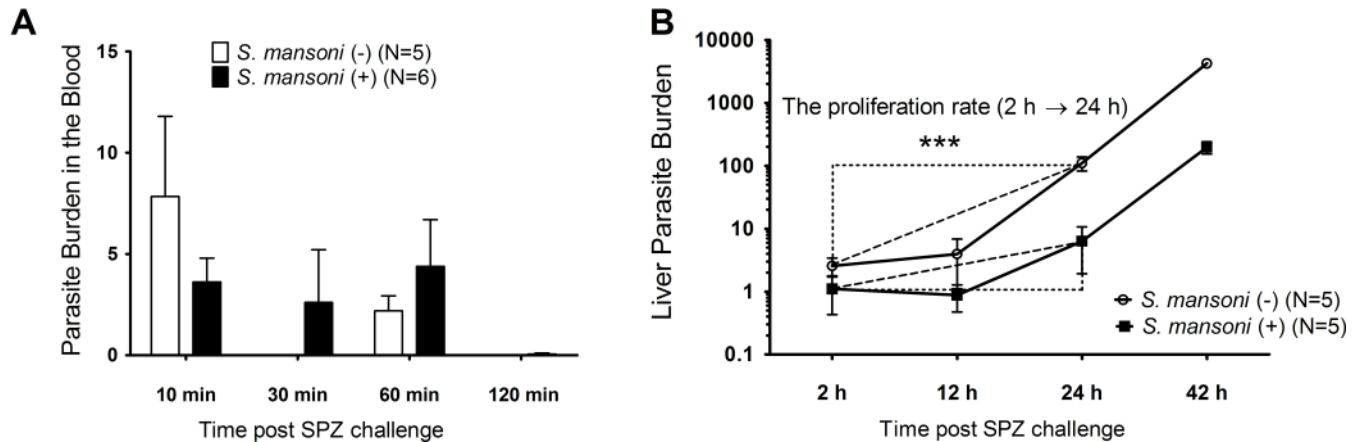 A
Parasite Burden in the Blood
15
10
5
0
S. mansoni (-) (N=5)
S. mansoni (+) (N=6)
10 min 30 min 60 min 120 min
Time post SPZ challenge
B
Liver Parasite Burden
10000
1000
100
10
1
0.1
The proliferation rate (2 h → 24 h)
***
S. mansoni (-) (N=5)
S. mansoni (+) (N=5)
2 h 12 h 24 h 42 h
Time post SPZ challenge